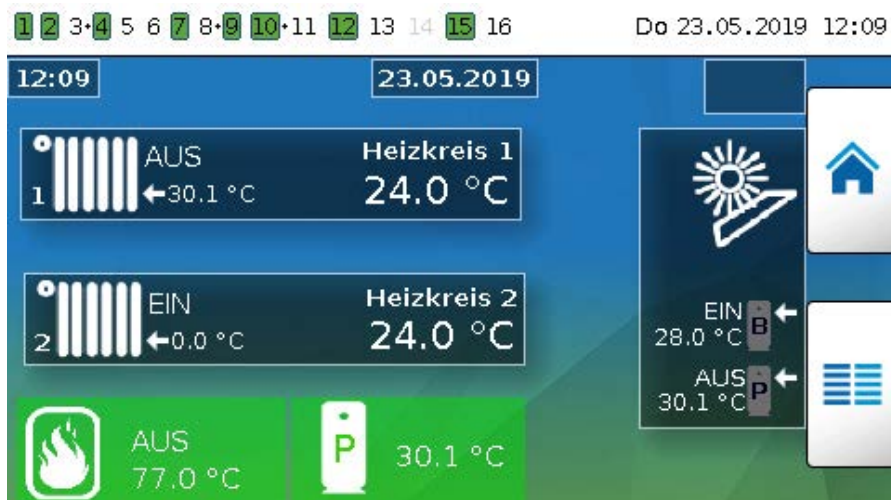 1 2 3·4 5 6 7 8·9 10·11 12 13 14 15 16 Do 23.05.2019 12:09
12:09 23.05.2019
AUS Heizkreis 1
1 30.1 °C 24.0 °C
EIN Heizkreis 2
2 0.0 °C 24.0 °C
EIN
28.0 °C B
AUS
30.1 °C P
AUS
77.0 °C
P 30.1 °C